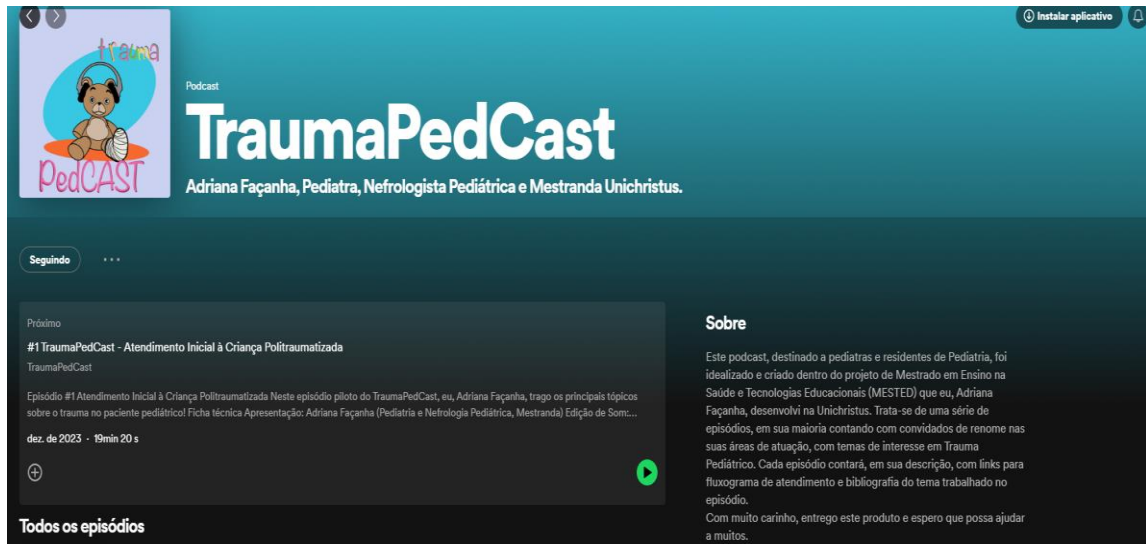 Instalar aplicativo
trauma
PedCAST
Podcast
TraumaPedCast
Adriana Façanha, Pediatra, Nefrologista Pediátrica e Mestranda Unichristus.
Seguindo
Próximo
#1 TraumaPedCast - Atendimento Inicial à Criança Politraumatizada
TraumaPedCast
Episódio #1 Atendimento Inicial à Criança Politraumatizada Neste episódio piloto do TraumaPedCast, eu, Adriana Façanha, trago os principais tópicos
sobre o trauma no paciente pediátrico! Ficha técnica Apresentação: Adriana Façanha (Pediatria e Nefrologia Pediátrica, Mestranda) Edição de Som:...
dez. de 2023 · 19min 20 s
Todos os episódios
Sobre
Este podcast, destinado a pediatras e residentes de Pediatria, foi
idealizado e criado dentro do projeto de Mestrado em Ensino na
Saúde e Tecnologias Educacionais (MESTED) que eu, Adriana
Façanha, desenvolvi na Unichristus. Trata-se de uma série de
episódios, em sua maioria contando com convidados de renome nas
suas áreas de atuação, com temas de interesse em Trauma
Pediátrico. Cada episódio contará, em sua descrição, com links para
fluxograma de atendimento e bibliografia do tema trabalhado no
episódio.
Com muito carinho, entrego este produto e espero que possa ajudar
a muitos.